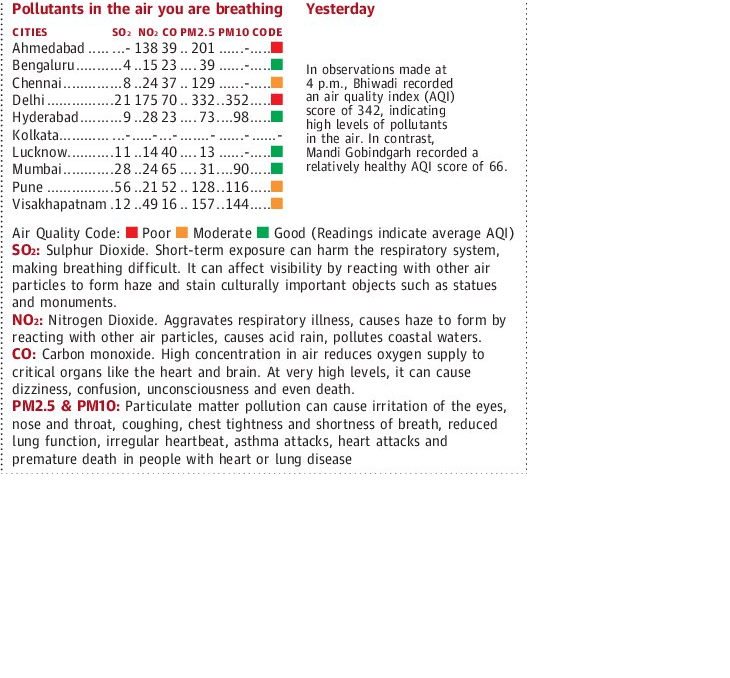 Pollutants in the air you are breathing
CITIES SO₂ NO₂ CO PM2.5 PM10 CODE
Ahmedabad ..... ...- 138 39 .. 201 ......-.....
Bengaluru...........4 ..15 23 .... 39 ......-.....
Chennai..............8 ..24 37 .. 129 ......-.....
Delhi ................21 175 70 .. 332..352.....
Hyderabad..........9 ..28 23 .... 73....98.....
Kolkata............ ...-.....-....-.......- ......- ......
Lucknow..........11 ..14 40 .... 13 ......-.....
Mumbai...........28 ..24 65 .... 31....90.....
Pune ...............56 ..21 52 .. 128..116.....
Visakhapatnam .12 ..49 16 .. 157..144.....
Yesterday
In observations made at
4 p.m., Bhiwadi recorded
an air quality index (AQI)
score of 342, indicating
high levels of pollutants
in the air. In contrast,
Mandi Gobindgarh recorded a
relatively healthy AQI score of 66.
Air Quality Code: Poor Moderate Good (Readings indicate average AQI)
SO₂: Sulphur Dioxide. Short-term exposure can harm the respiratory system,
making breathing difficult. It can affect visibility by reacting with other air
particles to form haze and stain culturally important objects such as statues
and monuments.
NO₂: Nitrogen Dioxide. Aggravates respiratory illness, causes haze to form by
reacting with other air particles, causes acid rain, pollutes coastal waters.
CO: Carbon monoxide. High concentration in air reduces oxygen supply to
critical organs like the heart and brain. At very high levels, it can cause
dizziness, confusion, unconsciousness and even death.
PM2.5 & PM10: Particulate matter pollution can cause irritation of the eyes,
nose and throat, coughing, chest tightness and shortness of breath, reduced
lung function, irregular heartbeat, asthma attacks, heart attacks and
premature death in people with heart or lung disease